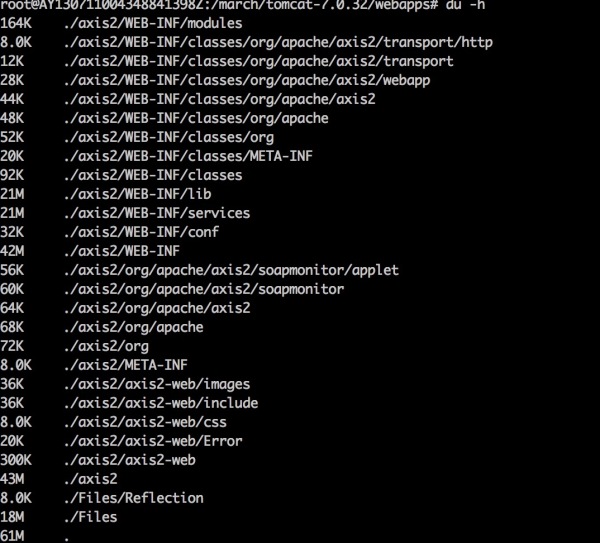 root@AY130711004348841398Z:/march/tomcat-7.0.32/webapps# du -h
164K ./axis2/WEB-INF/modules
8.0K ./axis2/WEB-INF/classes/org/apache/axis2/transport/http
12K ./axis2/WEB-INF/classes/org/apache/axis2/transport
28K ./axis2/WEB-INF/classes/org/apache/axis2/webapp
44K ./axis2/WEB-INF/classes/org/apache/axis2
48K ./axis2/WEB-INF/classes/org/apache
52K ./axis2/WEB-INF/classes/org
20K ./axis2/WEB-INF/classes/META-INF
92K ./axis2/WEB-INF/classes
21M ./axis2/WEB-INF/lib
21M ./axis2/WEB-INF/services
32K ./axis2/WEB-INF/conf
42M ./axis2/WEB-INF
56K ./axis2/org/apache/axis2/soapmonitor/applet
60K ./axis2/org/apache/axis2/soapmonitor
64K ./axis2/org/apache/axis2
68K ./axis2/org/apache
72K ./axis2/org
8.0K ./axis2/META-INF
36K ./axis2/axis2-web/images
36K ./axis2/axis2-web/include
8.0K ./axis2/axis2-web/css
20K ./axis2/axis2-web/Error
300K ./axis2/axis2-web
43M ./axis2
8.0K ./Files/Reflection
18M ./Files
61M .